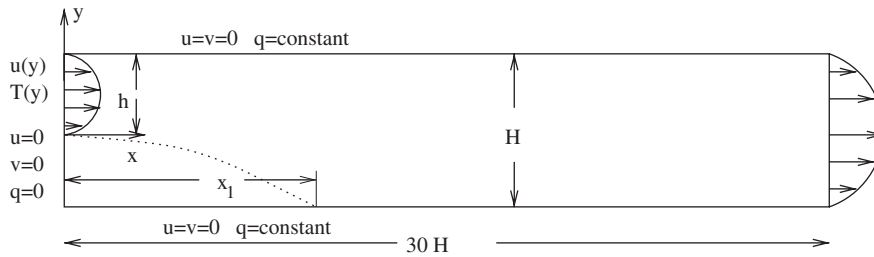 y
u=v=0 q=constant
u(y)
T(y)
h
u=0
x
H
v=0
x1
q=0
u=v=0 q=constant
30 H